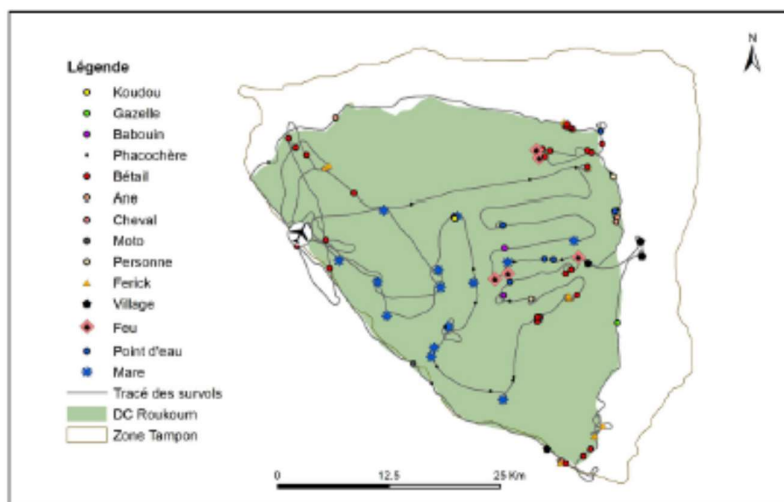 N
Légende
Koudou
Gazelle
Babouin
Phacochère
Bétail
Ane
Cheval
Moto
Personne
Ferick
Village
Feu
Point d'eau
Mare
Tracé des survols
DC Roukoum
Zone Tampon
0 12.5 25 Km